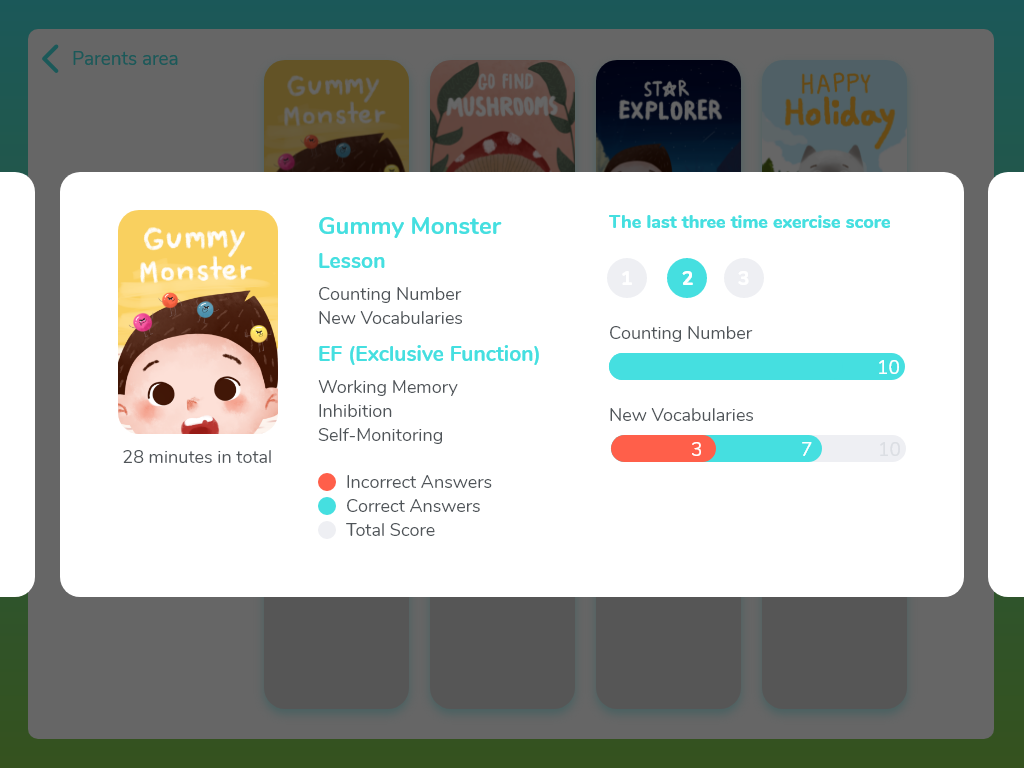 Parents area
Gummy
Monster
GO FIND
MUSHROOMS
STAR
EXPLORER
HAPPY
Holiday
Gummy
Monster
28 minutes in total
Gummy Monster
Lesson
Counting Number
New Vocabularies
EF (Exclusive Function)
Working Memory
Inhibition
Self-Monitoring
Incorrect Answers
Correct Answers
Total Score
The last three time exercise score
1 2 3
Counting Number
10
New Vocabularies
3 7 10